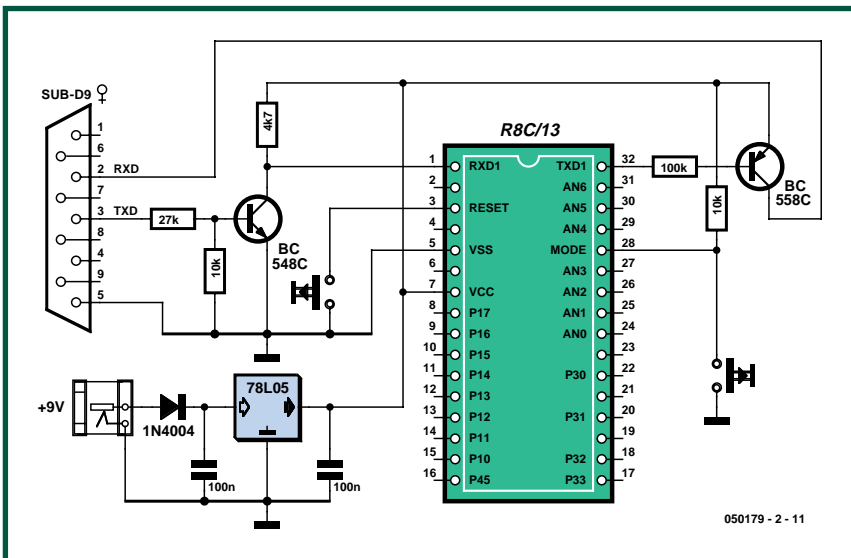 SUB-D9
1
6
2 RXD
7
3 TXD
8
4
9
5
27k
10k
4k7
BC
548C
R8C/13
1 RXD1 TXD1 32
2 AN6 31
3 RESET AN5 30
4 AN4 29
5 VSS MODE 28
6 AN3 27
7 VCC AN2 26
8 P17 AN1 25
9 P16 AN0 24
10 P15 23
11 P14 P30 22
12 P13 21
13 P12 P31 20
14 P11 19
15 P10 P32 18
16 P45 P33 17
100k
10k
BC
558C
+9V
1N4004
78L05
100n
100n
050179 - 2 - 11